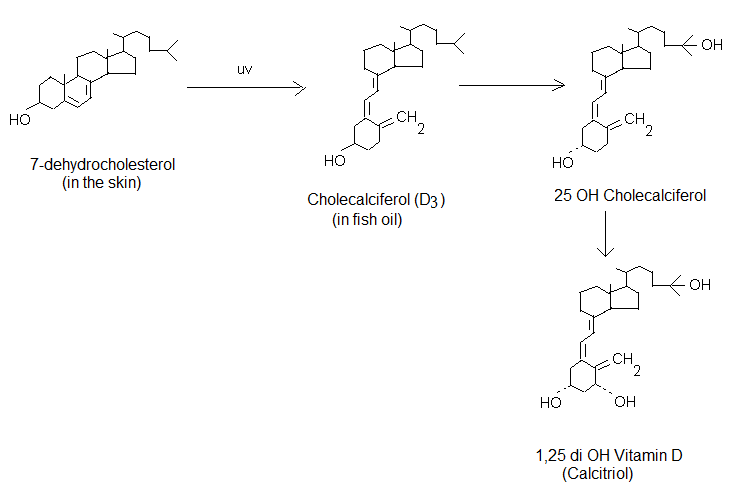 HO
7-dehydrocholesterol
(in the skin)
uv
CH2
HO
Cholecalciferol (D3)
(in fish oil)
OH
CH2
HO
25 OH Cholecalciferol
OH
CH2
HO
OH
1,25 di OH Vitamin D
(Calcitriol)